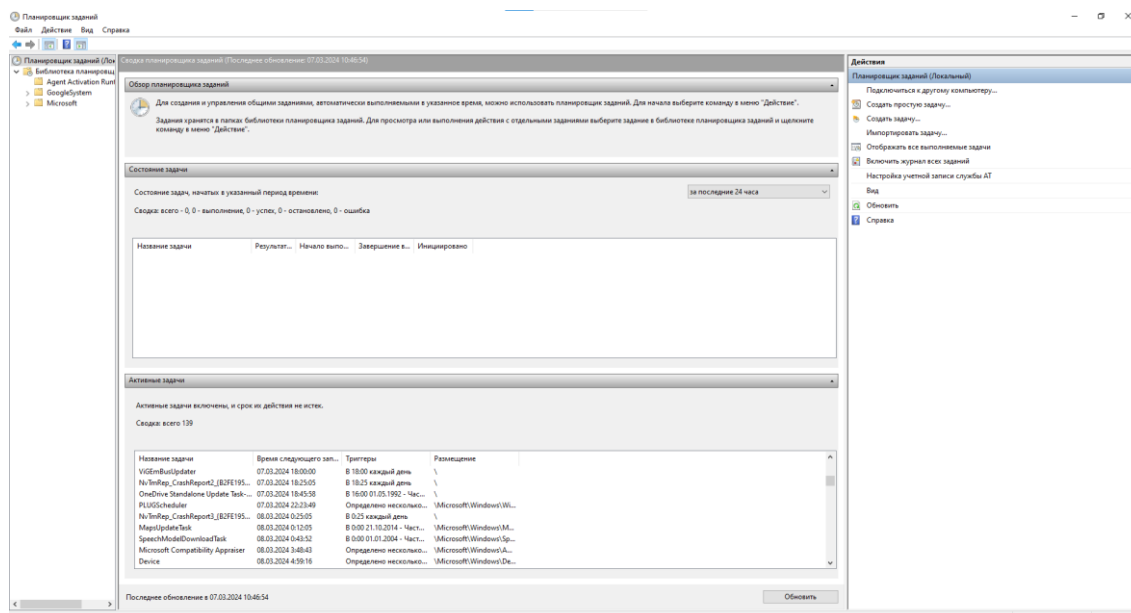 Планировщик заданий
Файл Действие Вид Справка
Планировщик заданий (Лок
Библиотека планировщ
Agent Activation Runt
GoogleSystem
Microsoft
Сводка планировщика заданий (Последнее обновление: 07.03.2024 10:46:54)
Обзор планировщика заданий
Для создания и управления общими заданиями, автоматически выполняемыми в указанное время, можно использовать планировщик заданий. Для начала выберите команду в меню "Действие".
Задания хранятся в папках библиотеки планировщика заданий. Для просмотра или выполнения действия с отдельными заданиями выберите задание в библиотеке планировщика заданий и щелкните
команду в меню "Действие".
Состояние задачи
Состояние задач, начатых в указанный период времени:
за последние 24 часа
Сводка: всего - 0, 0 - выполнение, 0 - успех, 0 - остановлено, 0 - ошибка
Название задачи Результат... Начало выпо... Завершение в... Инициировано
Активные задачи
Активные задачи включены, и срок их действия не истек.
Сводка: всего 139
Название задачи Время следующего зап... Триггеры Размещение
ViGEmBusUpdater 07.03.2024 18:00:00 В 18:00 каждый день \
NvTmRep_CrashReport2_{B2FE195... 07.03.2024 18:25:05 В 18:25 каждый день \
OneDrive Standalone Update Task-... 07.03.2024 18:45:58 В 16:00 01.05.1992 - Час... \
PLUGScheduler 07.03.2024 22:23:49 Определено несколько... \Microsoft\Windows\Wi...
NvTmRep_CrashReport3_{B2FE195... 08.03.2024 0:25:05 В 0:25 каждый день \
MapsUpdateTask 08.03.2024 0:12:05 В 0:00 21.10.2014 - Част... \Microsoft\Windows\M...
SpeechModelDownloadTask 08.03.2024 0:43:52 В 0:00 01.01.2004 - Част... \Microsoft\Windows\Sp...
Microsoft Compatibility Appraiser 08.03.2024 3:48:43 Определено несколько... \Microsoft\Windows\A...
Device 08.03.2024 4:59:16 Определено несколько... \Microsoft\Windows\De...
Последнее обновление в 07.03.2024 10:46:54
Обновить
Действия
Планировщик заданий (Локальный)
Подключиться к другому компьютеру...
Создать простую задачу...
Создать задачу...
Импортировать задачу...
Отображать все выполняемые задачи
Включить журнал всех заданий
Настройка учетной записи службы AT
Вид
Обновить
Справка